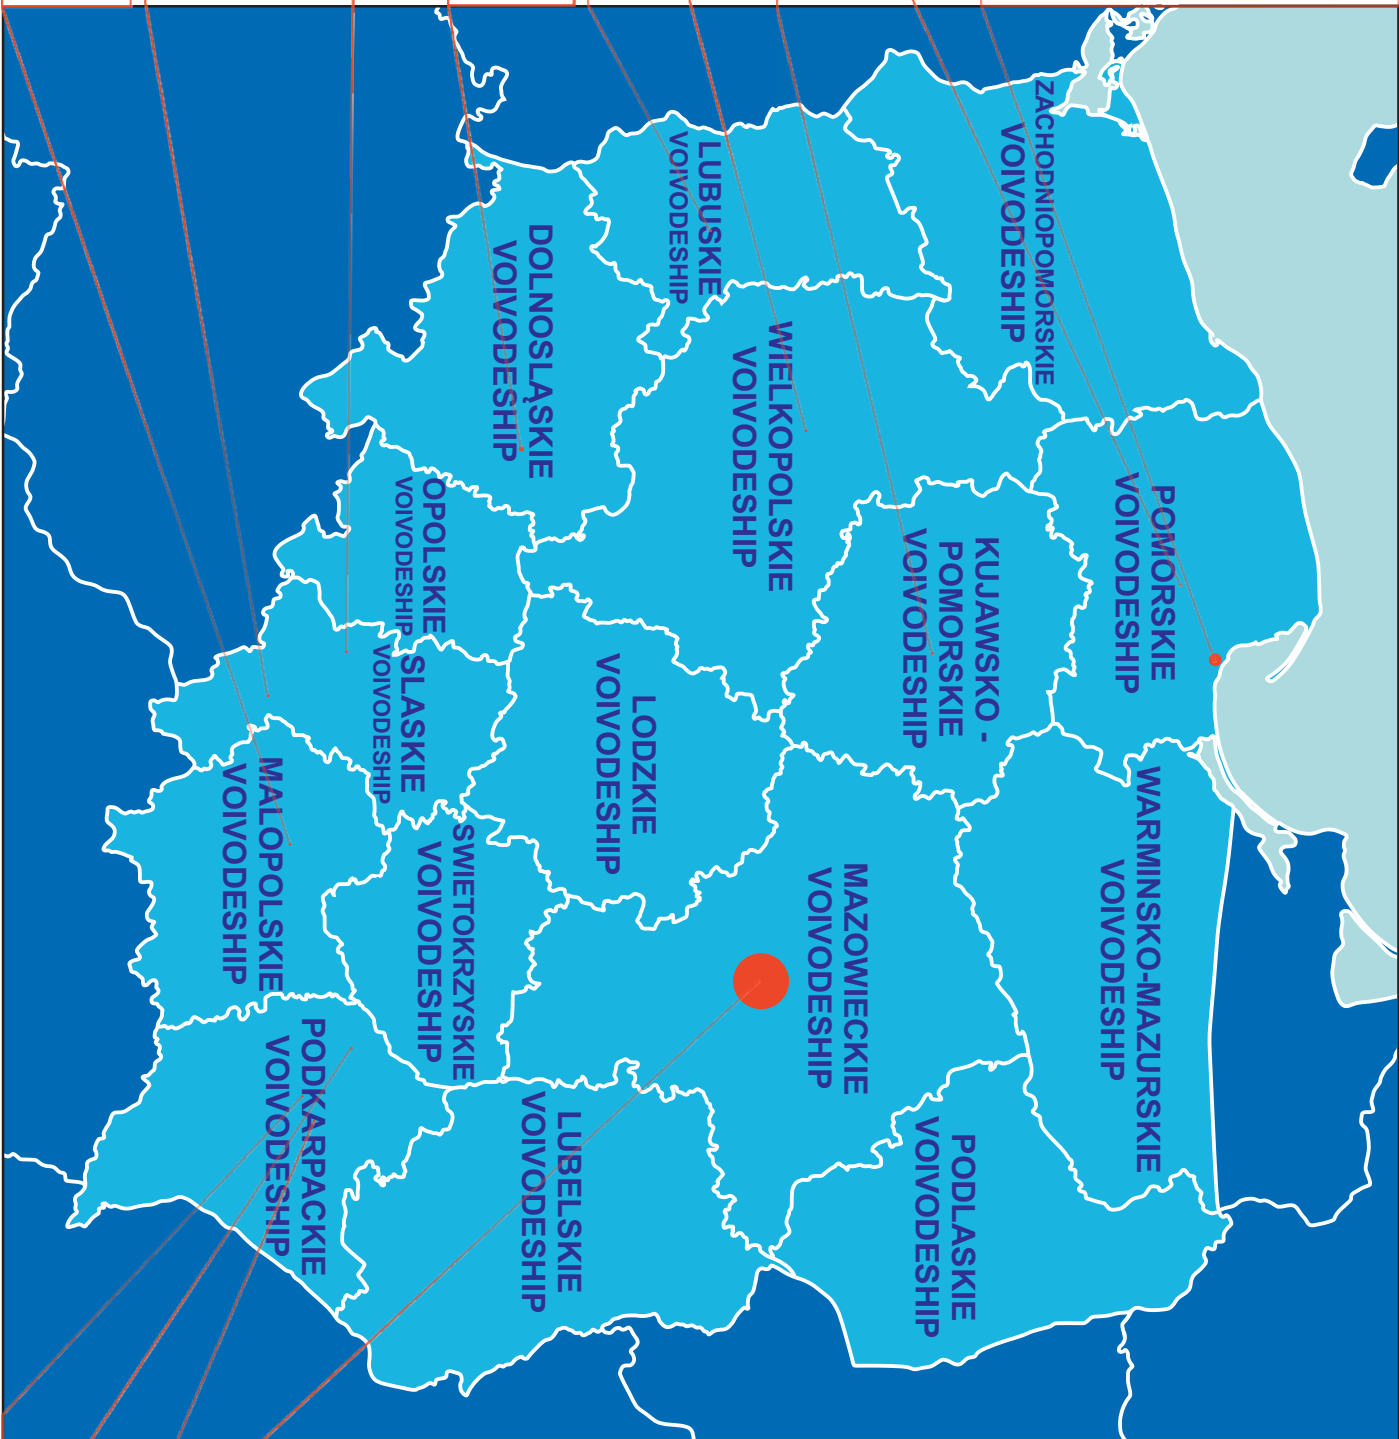 ZACHODNIOPOMORSKIE
VOIVODESHIP
POMORSKIE
VOIVODESHIP
WARMINSKO-MAZURSKIE
VOIVODESHIP
LUBUSKIE
VOIVODESHIP
WIELKOPOLSKIE
VOIVODESHIP
KUJAWSKO -
POMORSKIE
VOIVODESHIP
MAZOWIECKIE
VOIVODESHIP
PODLASKIE
VOIVODESHIP
DOLNOSLĄSKIE
VOIVODESHIP
LODZKIE
VOIVODESHIP
OPOLSKIE
VOIVODESHIP
SLASKIE
VOIVODESHIP
SWIETOKRZYSKIE
VOIVODESHIP
LUBELSKIE
VOIVODESHIP
MALOPOLSKIE
VOIVODESHIP
PODKARPACKIE
VOIVODESHIP